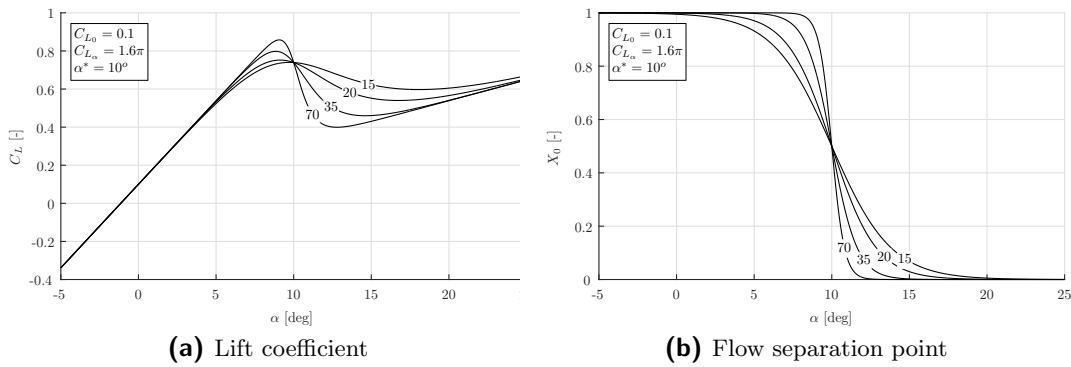 1
0.8
0.6
0.4
0.2
0
-0.2
-0.4
C_L [-]
C_{L_0} = 0.1
C_{L_α} = 1.6π
α* = 10°
15
20
35
70
-5 0 5 10 15 20
α [deg]
(a) Lift coefficient
1
0.8
0.6
0.4
0.2
0
X_0 [-]
C_{L_0} = 0.1
C_{L_α} = 1.6π
α* = 10°
70 35 20 15
-5 0 5 10 15 20 25
α [deg]
(b) Flow separation point